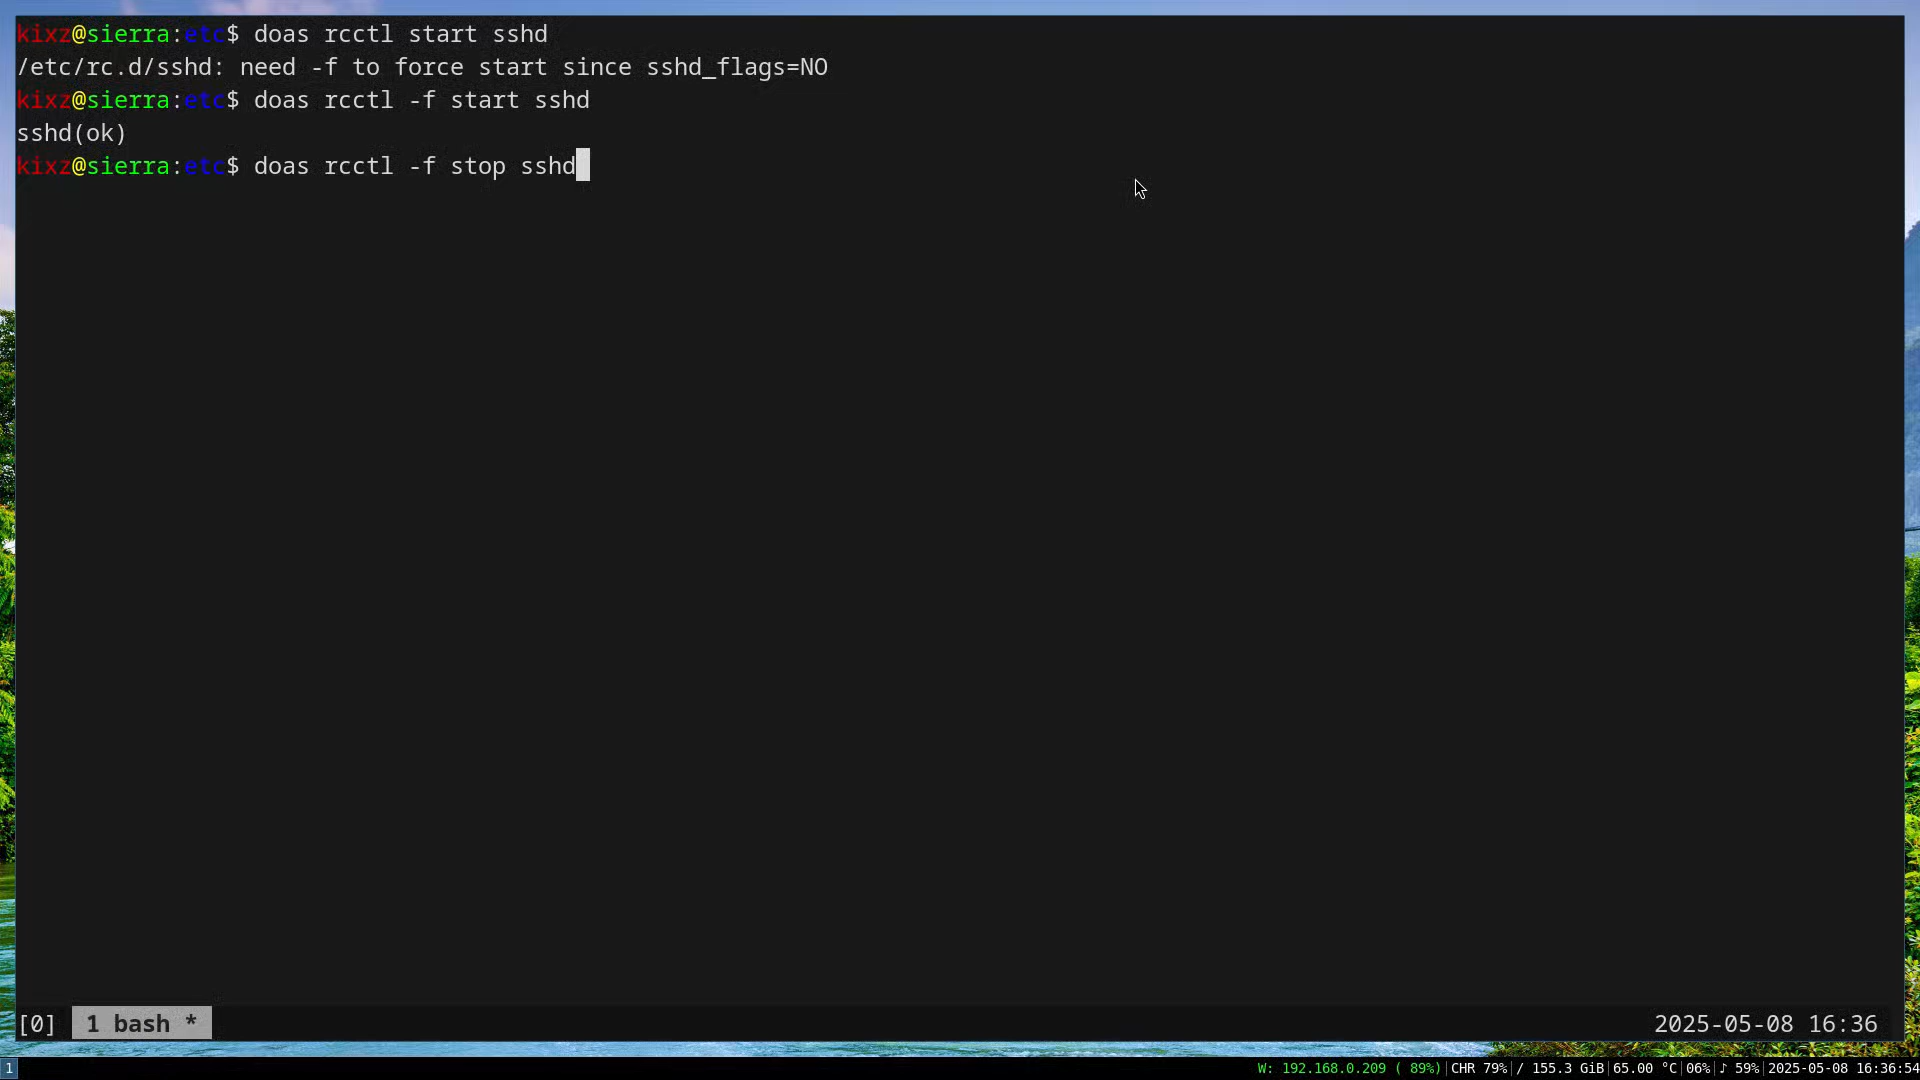 kixz@sierra:etc$ doas rcctl start sshd
/etc/rc.d/sshd: need -f to force start since sshd_flags=NO
kixz@sierra:etc$ doas rcctl -f start sshd
sshd(ok)
kixz@sierra:etc$ doas rcctl -f stop sshd
[0] 1 bash * 2025-05-08 16:36
1 W: 192.168.0.209 ( 89%)|CHR 79%|/ 155.3 GiB|65.00 °C|06%|♪ 59%|2025-05-08 16:36:54